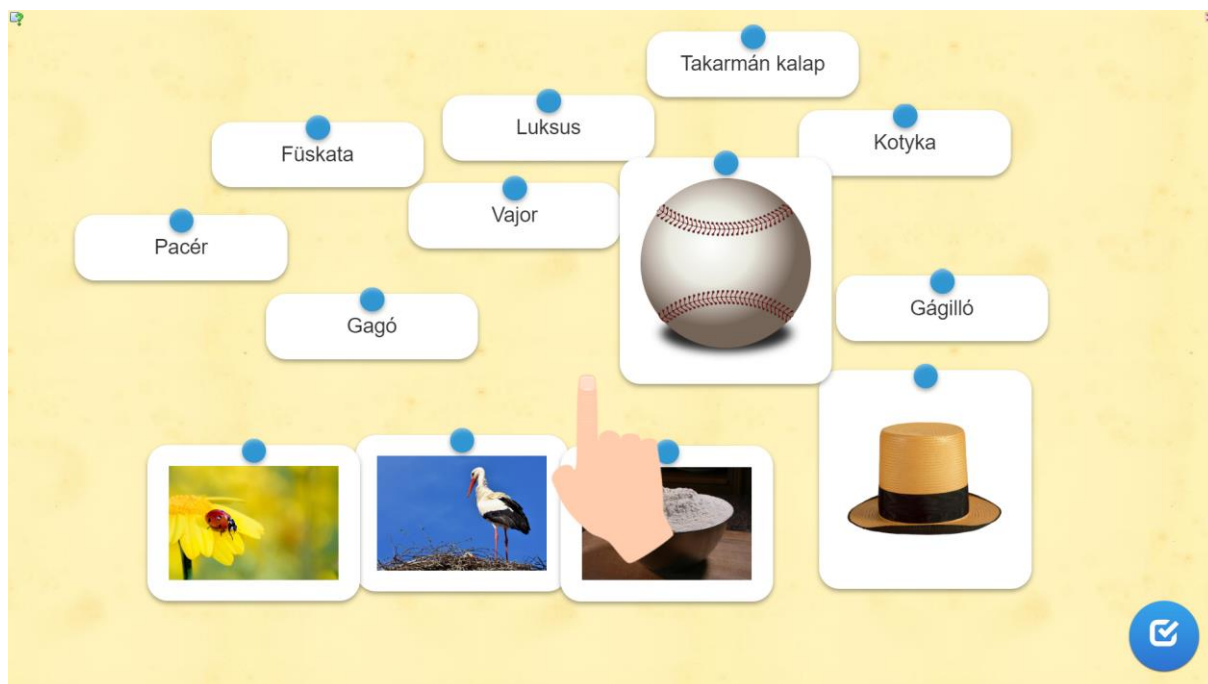 Takarmán kalap
Luksus
Kotyka
Füskata
Vajor
Pacér
Gágilló
Gagó